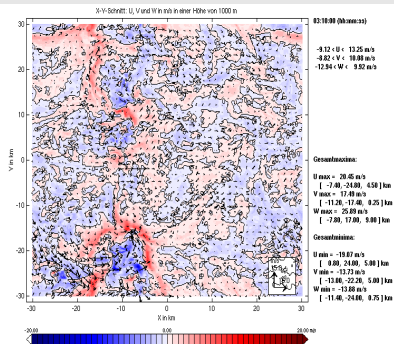 X-Y-Schnitt: U, V und W in m/s in einer Höhe von 1000 m
03:10:00 (hh:mm:ss)
-9.12 < U < 13.25 m/s
-8.82 < V < 10.08 m/s
-12.94 < W < 9.92 m/s
Gesamtmaxima:
U max = 20.45 m/s
[ -7.40,-24.80, 4.50 ] km
V max = 17.49 m/s
[ -11.20,-17.40, 0.25 ] km
W max = 25.89 m/s
[ -7.80, 17.00, 9.00 ] km
Gesamtminima:
U min = -19.07 m/s
[ 0.80, 24.00, 5.00 ] km
V min = -13.73 m/s
[ -13.00,-22.20, 5.00 ] km
W min = -13.88 m/s
[ -11.40,-24.00, 0.75 ] km
Y in km
30
20
10
0
-10
-20
-30
-30
-20
-10
0
10
20
30
X in km
-20.00
0.00
20.00 m/s